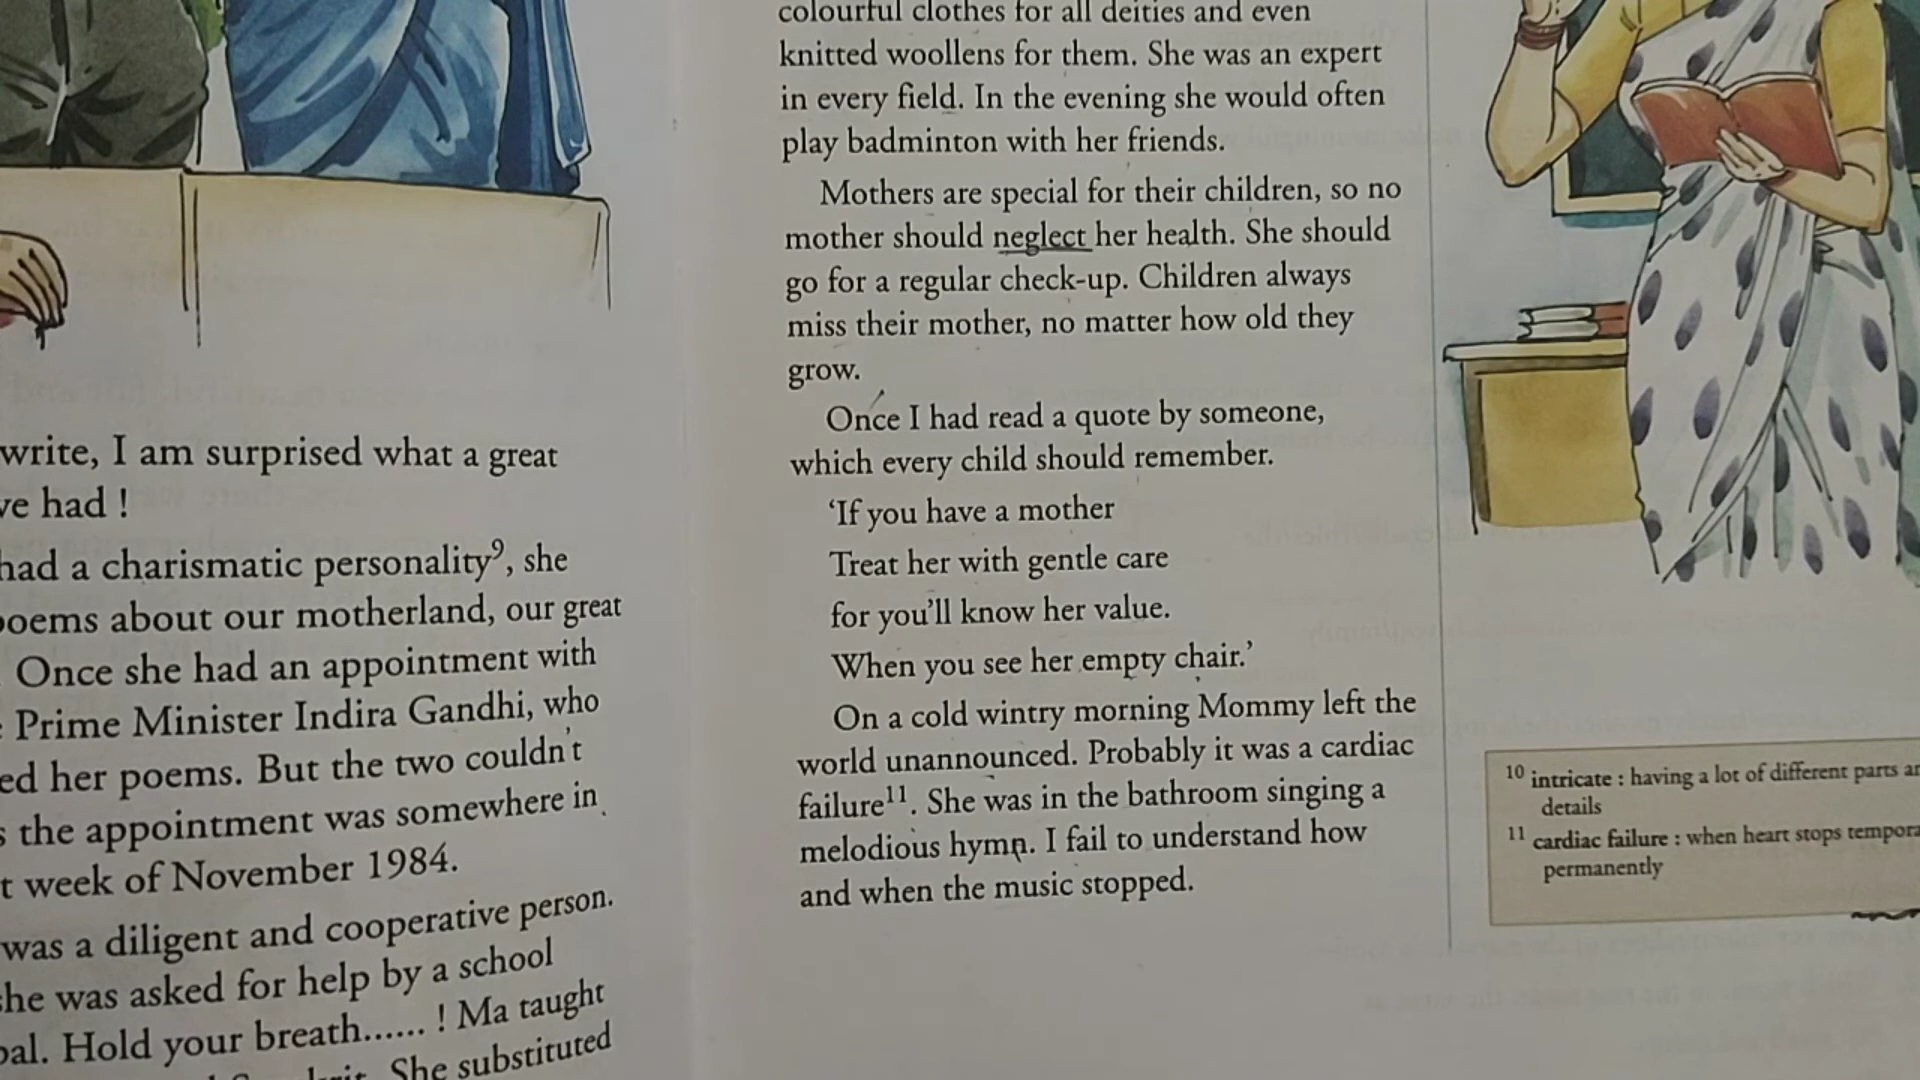 write, I am surprised what a great
had !
had a charismatic personality⁹, she
poems about our motherland, our great
Once she had an appointment with
Prime Minister Indira Gandhi, who
her poems. But the two couldn't
the appointment was somewhere in
week of November 1984.
was a diligent and cooperative person.
she was asked for help by a school
Hold your breath...... ! Ma taught
She substituted
colourful clothes for all deities and even
knitted woollens for them. She was an expert
in every field. In the evening she would often
play badminton with her friends.
Mothers are special for their children, so no
mother should neglect her health. She should
go for a regular check-up. Children always
miss their mother, no matter how old they
grow.
Once I had read a quote by someone,
which every child should remember.
‘If you have a mother
Treat her with gentle care
for you’ll know her value.
When you see her empty chair.’
On a cold wintry morning Mommy left the
world unannounced. Probably it was a cardiac
failure¹¹. She was in the bathroom singing a
melodious hymn. I fail to understand how
and when the music stopped.
10 intricate : having a lot of different parts
details
11 cardiac failure : when heart stops
permanently